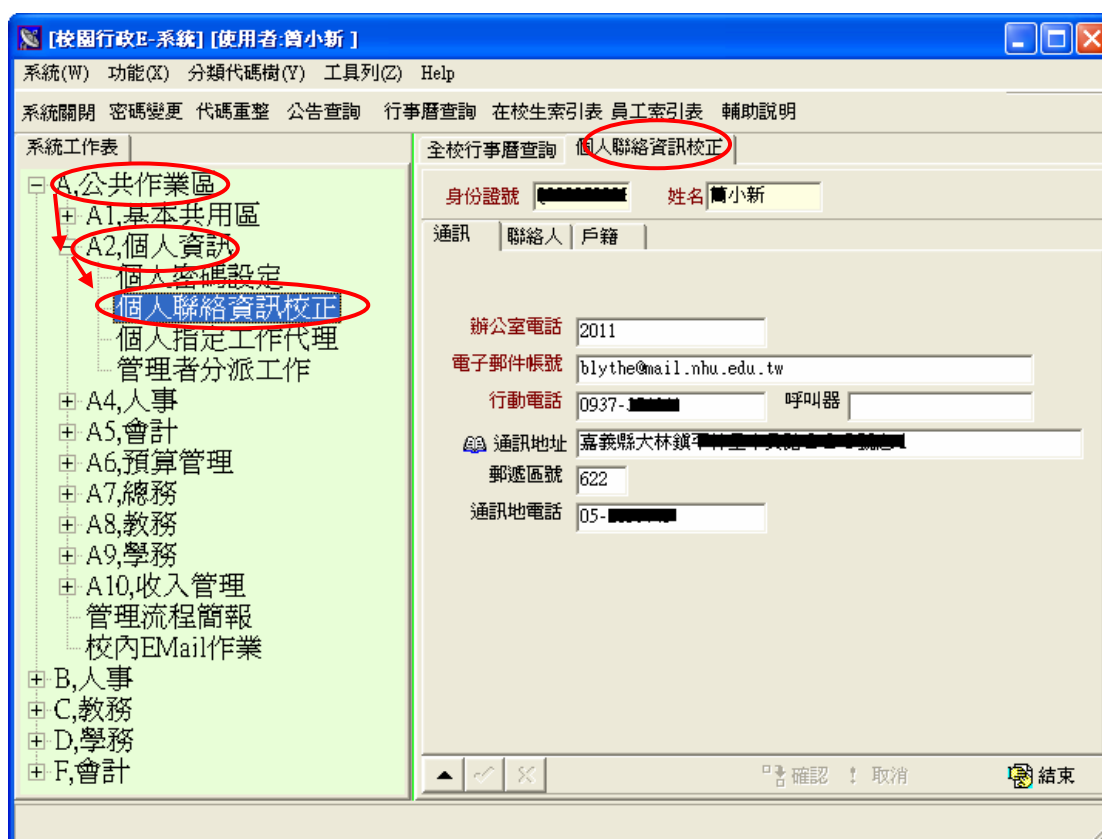 [校園行政E-系統] [使用者:簡小新 ]
系統(W) 功能(X) 分類代碼樹(Y) 工具列(Z) Help
系統關閉 密碼變更 代碼重整 公告查詢 行事曆查詢 在校生索引表 員工索引表 輔助說明
系統工作表
A,公共作業區
A1,基本共用區
A2,個人資訊
個人密碼設定
個人聯絡資訊校正
個人指定工作代理
管理者分派工作
A4,人事
A5,會計
A6,預算管理
A7,總務
A8,教務
A9,學務
A10,收入管理
管理流程簡報
校內EMail作業
B,人事
C,教務
D,學務
F,會計
全校行事曆查詢 個人聯絡資訊校正
身份證號 姓名 簡小新
通訊 聯絡人 戶籍
辦公室電話 2011
電子郵件帳號 blythe@mail.nhu.edu.tw
行動電話 0937- 呼叫器
通訊地址 嘉義縣大林鎮
郵遞區號 622
通訊地電話 05-
確認 ! 取消 結束